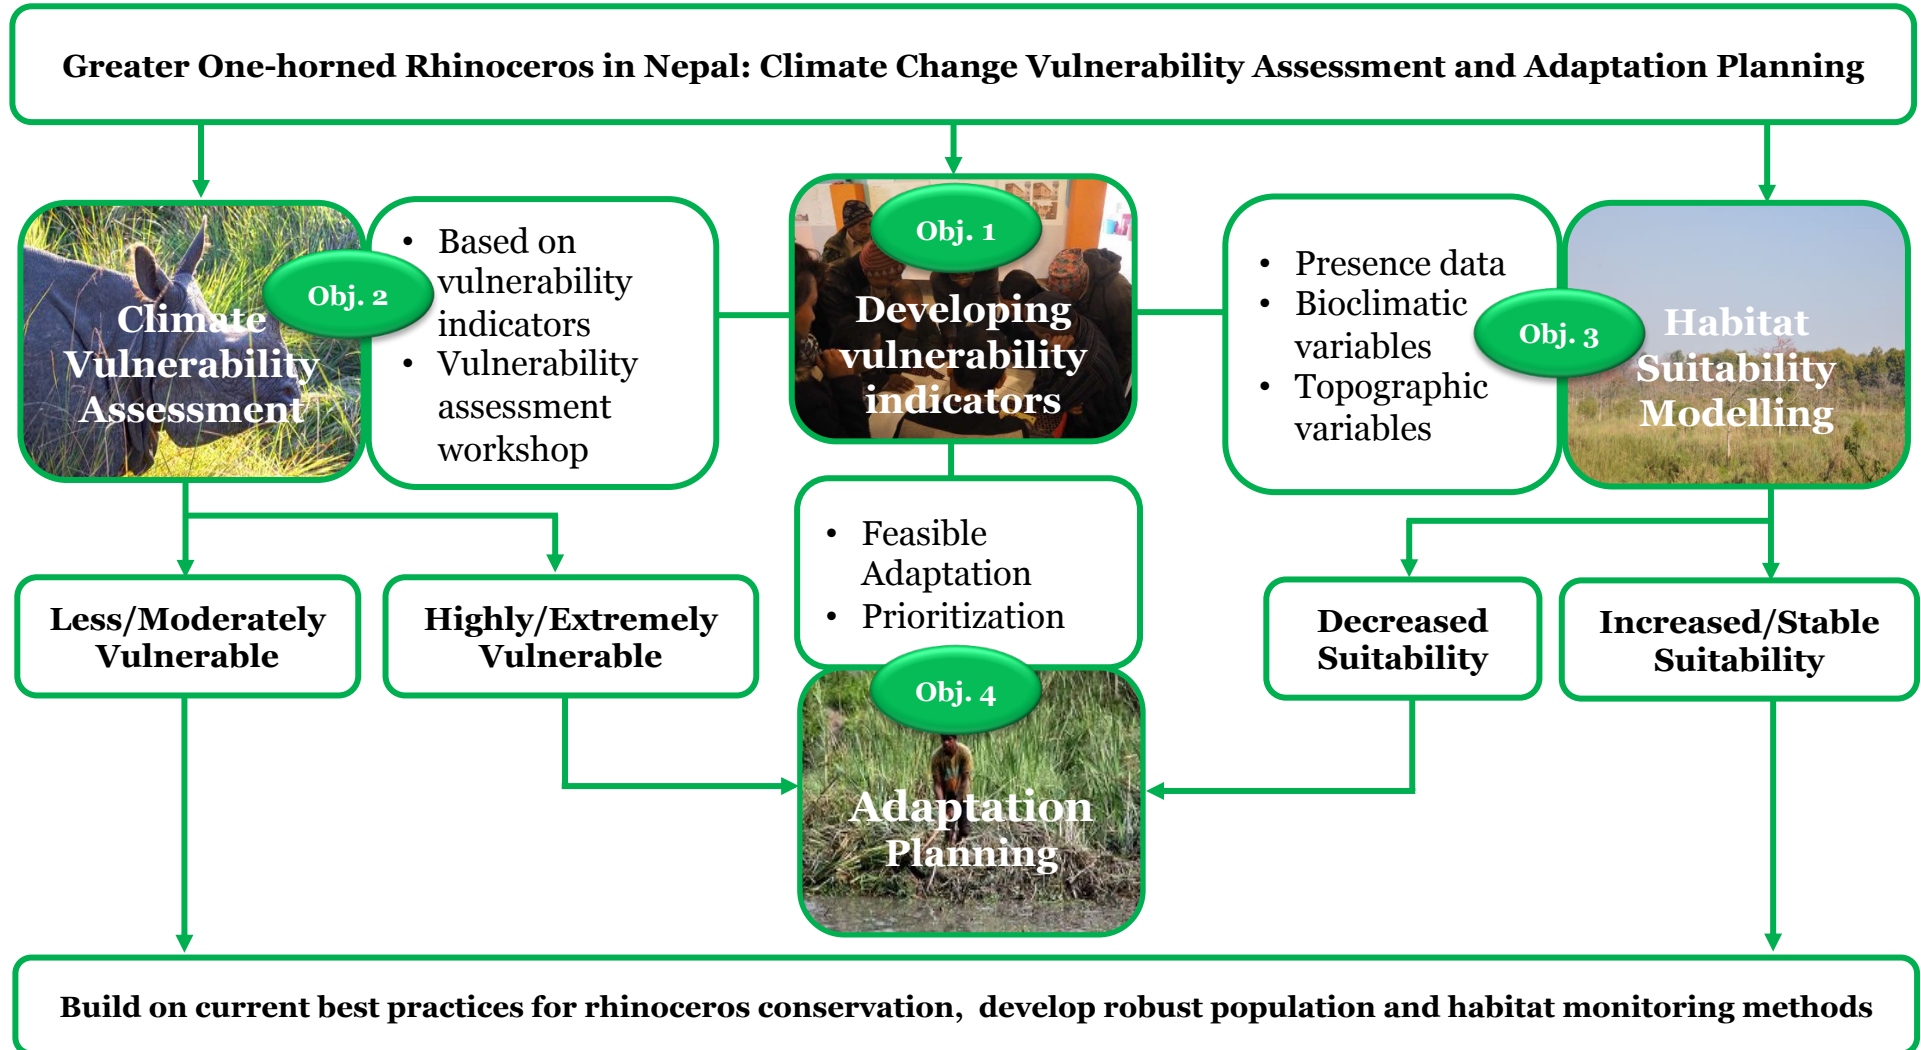 Greater One-horned Rhinoceros in Nepal: Climate Change Vulnerability Assessment and Adaptation Planning
Obj. 2
Climate
Vulnerability
Assessment
• Based on
vulnerability
indicators
• Vulnerability
assessment
workshop
Obj. 1
Developing
vulnerability
indicators
• Presence data
• Bioclimatic
variables
• Topographic
variables
Obj. 3
Habitat
Suitability
Modelling
Less/Moderately
Vulnerable
Highly/Extremely
Vulnerable
• Feasible
Adaptation
• Prioritization
Obj. 4
Adaptation
Planning
Decreased
Suitability
Increased/Stable
Suitability
Build on current best practices for rhinoceros conservation,  develop robust population and habitat monitoring methods